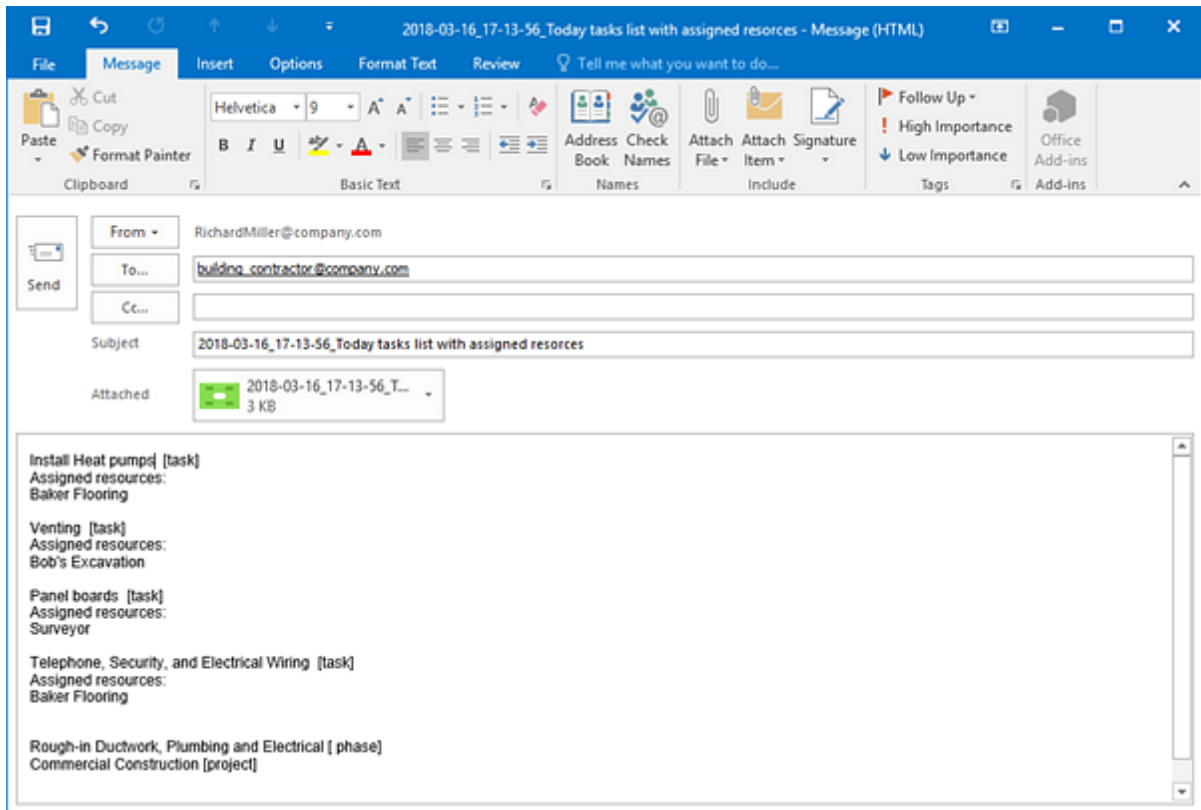 2018-03-16_17-13-56_Today tasks list with assigned resorces - Message (HTML)
File Message Insert Options Format Text Review Tell me what you want to do...
Paste
Cut
Copy
Format Painter
Clipboard
Helvetica 9
B I U
Basic Text
Address Book
Check Names
Names
Attach File
Attach Item
Signature
Include
Follow Up
High Importance
Low Importance
Tags
Office Add-ins
Add-ins
Send
From RichardMiller@company.com
To... building_contractor@company.com
Cc...
Subject 2018-03-16_17-13-56_Today tasks list with assigned resorces
Attached 2018-03-16_17-13-56_T...
3 KB
Install Heat pumps [task]
Assigned resources:
Baker Flooring
Venting [task]
Assigned resources:
Bob's Excavation
Panel boards [task]
Assigned resources:
Surveyor
Telephone, Security, and Electrical Wiring [task]
Assigned resources:
Baker Flooring
Rough-in Ductwork, Plumbing and Electrical [ phase]
Commercial Construction [project]